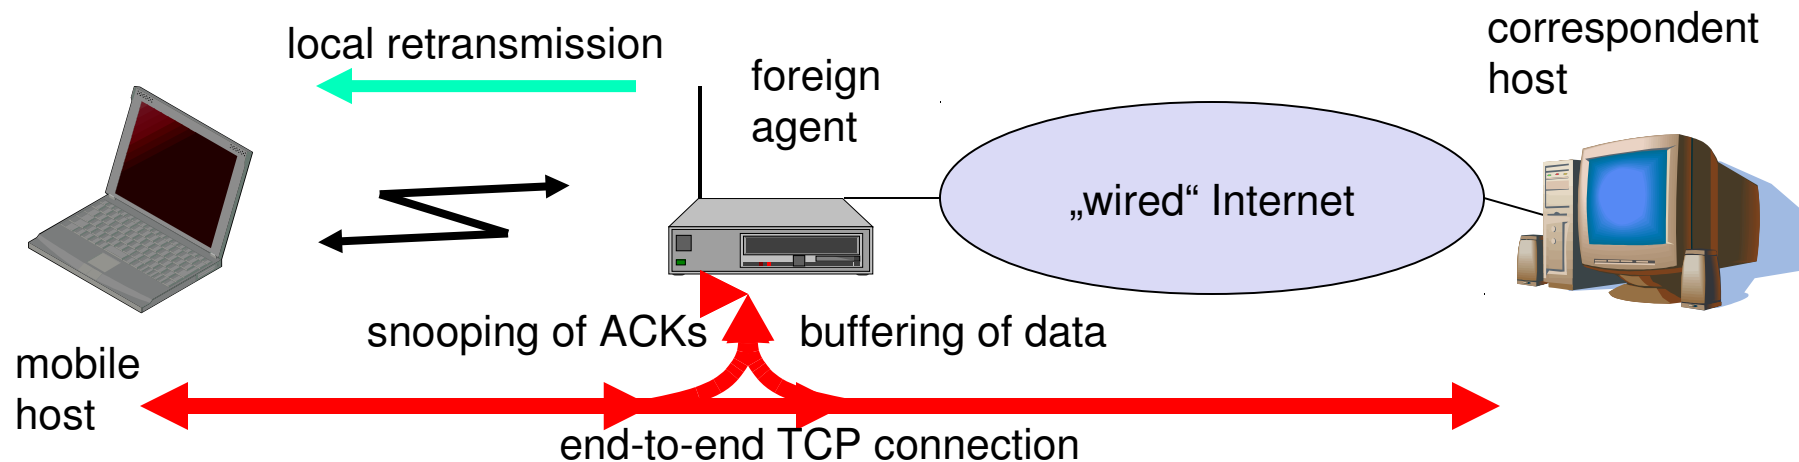 local retransmission
foreign
agent
correspondent
host
„wired“ Internet
snooping of ACKs
buffering of data
mobile
host
end-to-end TCP connection